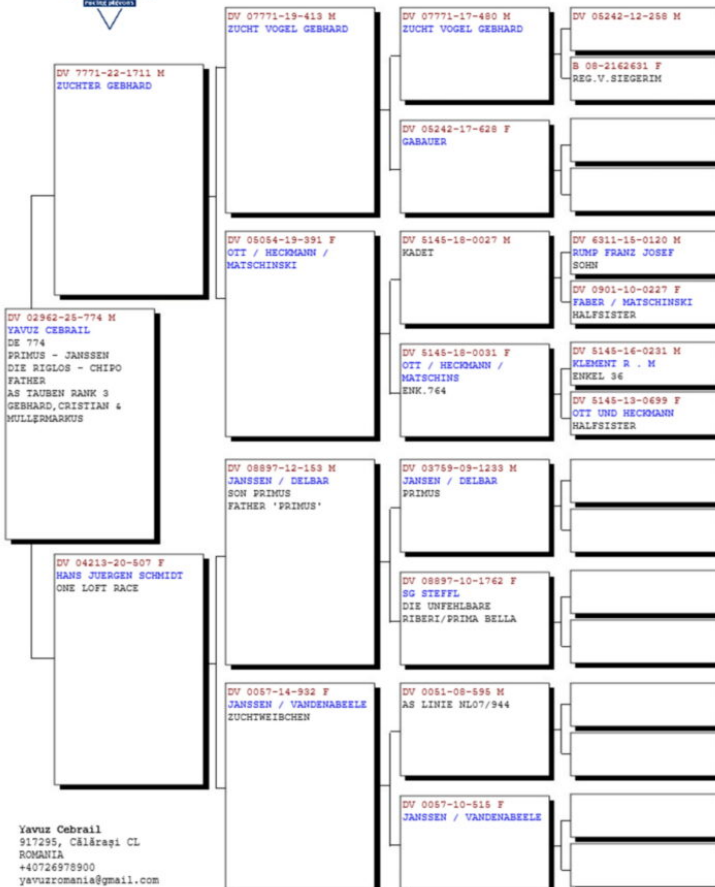 racing pigeons
DV 02962-25-774 M
YAVUZ CEBRAIL
DE 774
PRIMUS - JANSSEN
DIE RIGLOS - CHIPO
FATHER
AS TAUBEN RANK 3
GEBHARD,CRISTIAN &
MULLERMARKUS
DV 7771-22-1711 M
ZUCHTER GEBHARD
DV 04213-20-507 F
HANS JUERGEN SCHMIDT
ONE LOFT RACE
DV 07771-19-413 M
ZUCHT VOGEL GEBHARD
DV 05054-19-391 F
OTT / HECKMANN /
MATSCHINSKI
DV 08897-12-153 M
JANSSEN / DELBAR
SON PRIMUS
FATHER 'PRIMUS'
DV 0057-14-932 F
JANSSEN / VANDENABEELE
ZUCHTWEIBCHEN
DV 07771-17-480 M
ZUCHT VOGEL GEBHARD
DV 05242-17-628 F
GABAUER
DV 5145-18-0027 M
KADET
DV 5145-18-0031 F
OTT / HECKMANN /
MATSCHINS
ENK.764
DV 03759-09-1233 M
JANSEN / DELBAR
PRIMUS
DV 08897-10-1762 F
SG STEFFL
DIE UNFEHLBARE
RIBERI/PRIMA BELLA
DV 0051-08-595 M
AS LINIE NL07/944
DV 0057-10-515 F
JANSSEN / VANDENABEELE
DV 05242-12-258 M
B 08-2162631 F
REG.V.SIEGERIM
DV 6311-15-0120 M
RUMP FRANZ JOSEF
SOHN
DV 0901-10-0227 F
FABER / MATSCHINSKI
HALFSISTER
DV 5145-16-0231 M
KLEMENT R . M
ENKEL 36
DV 5145-13-0699 F
OTT UND HECKMANN
HALFSISTER
Yavuz Cebrail
917295, Călărași CL
ROMANIA
+40726978900
yavuzromania@gmail.com